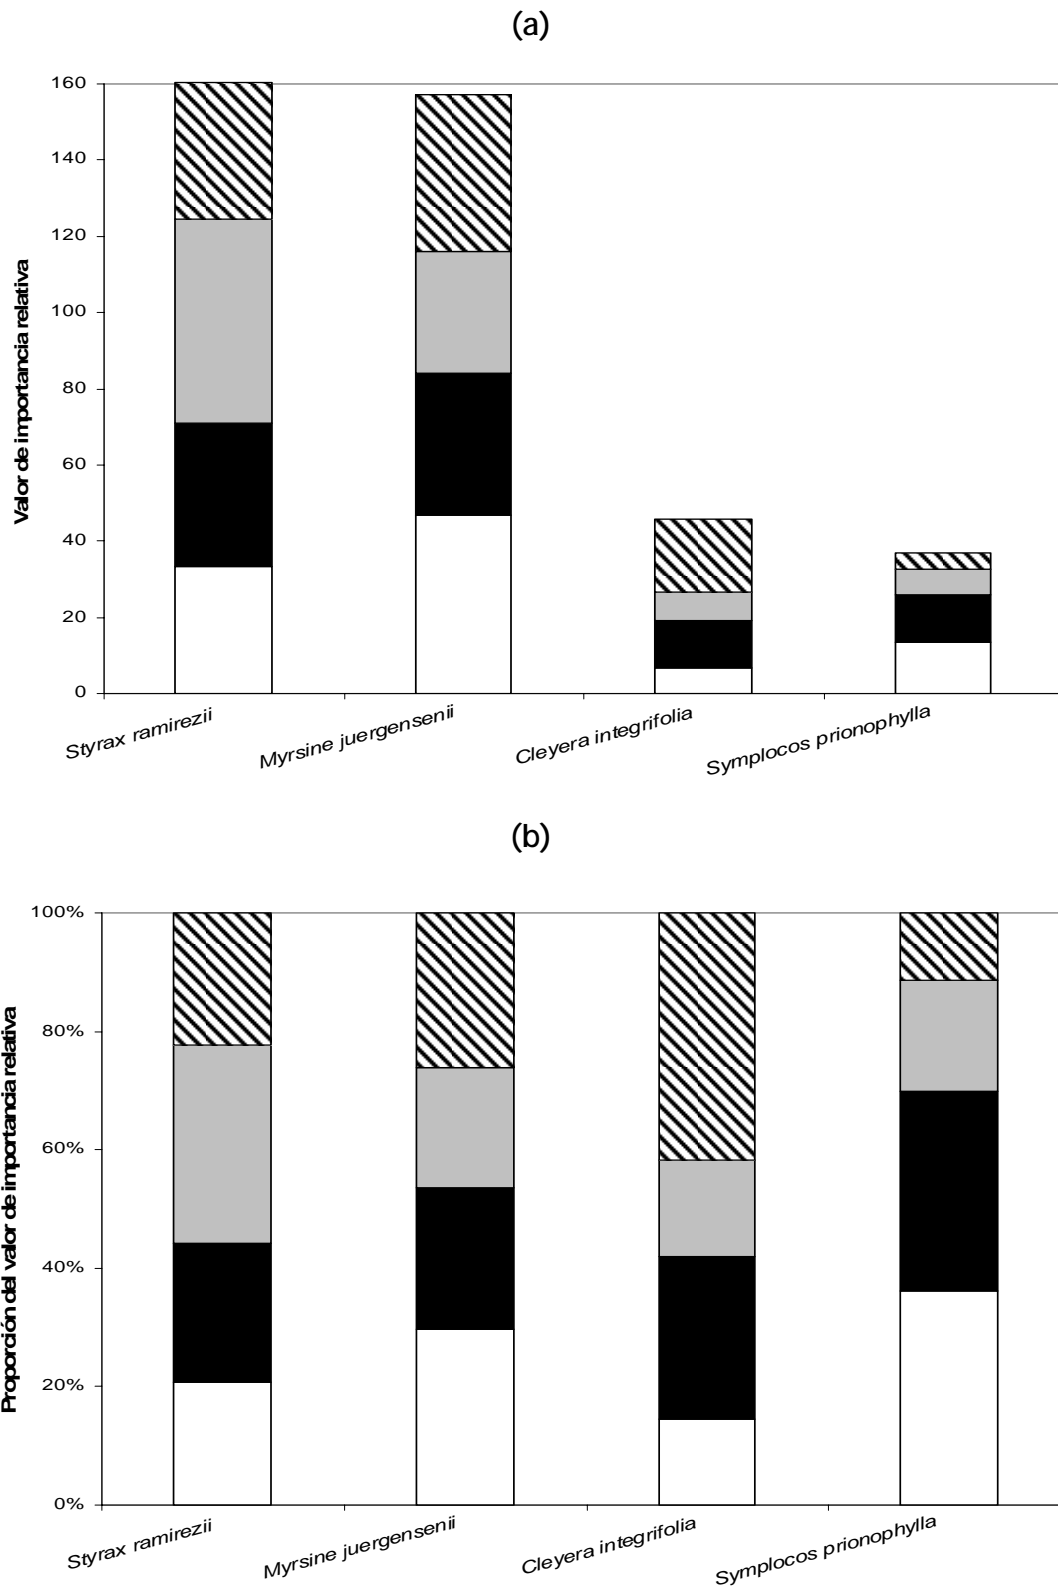 (a)
160
140
120
100
80
60
40
20
0
Valor de importancia relativa
Styrax ramirezii
Myrsine juergensenii
Cleyera integrifolia
Symplocos prionophylla
(b)
100%
80%
60%
40%
20%
0%
Proporción del valor de importancia relativa
Styrax ramirezii
Myrsine juergensenii
Cleyera integrifolia
Symplocos prionophylla